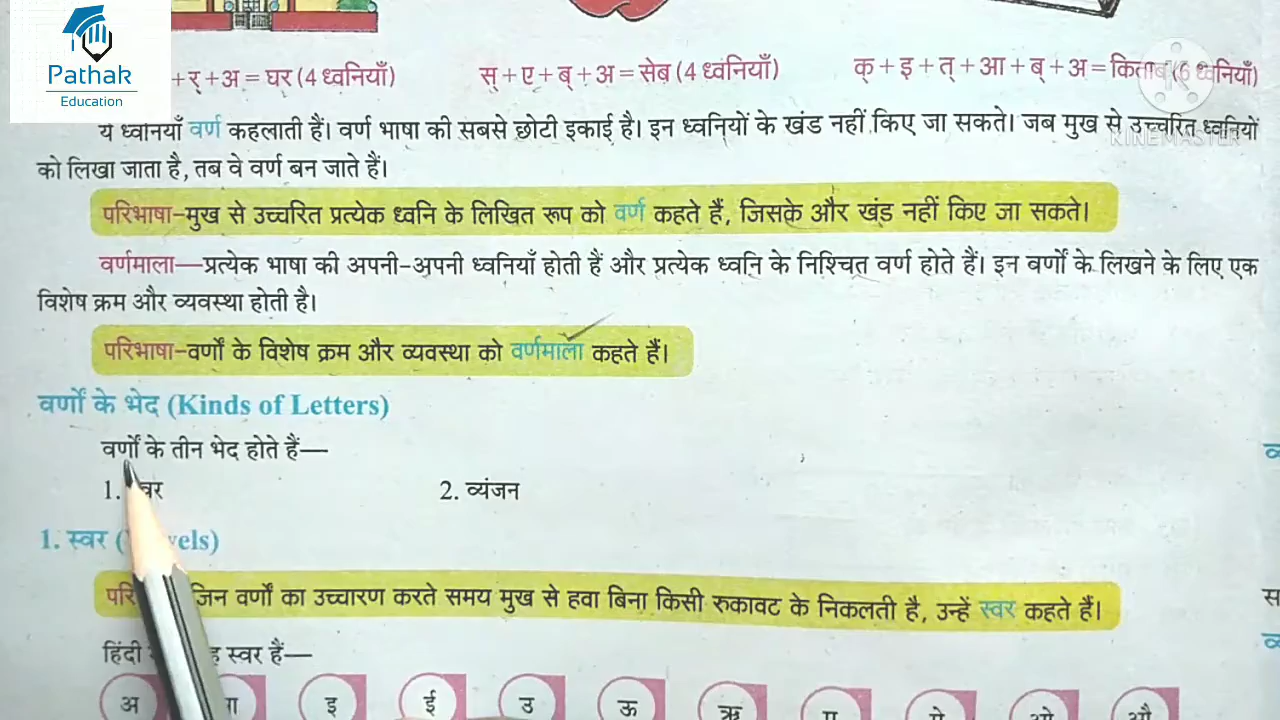 Pathak
Education
+ र् + अ = घर (4 ध्वनियाँ) स् + ए + ब् + अ = सेब (4 ध्वनियाँ) क् + इ + त् + आ + ब् + अ = किताब (6 ध्वनियाँ)
KINEMASTER
ये ध्वनियाँ वर्ण कहलाती हैं। वर्ण भाषा की सबसे छोटी इकाई है। इन ध्वनियों के खंड नहीं किए जा सकते। जब मुख से उच्चरित ध्वनियों
को लिखा जाता है, तब वे वर्ण बन जाते हैं।
परिभाषा-मुख से उच्चरित प्रत्येक ध्वनि के लिखित रूप को वर्ण कहते हैं, जिसके और खंड नहीं किए जा सकते।
वर्णमाला—प्रत्येक भाषा की अपनी-अपनी ध्वनियाँ होती हैं और प्रत्येक ध्वनि के निश्चित वर्ण होते हैं। इन वर्णों के लिखने के लिए एक
विशेष क्रम और व्यवस्था होती है।
परिभाषा-वर्णों के विशेष क्रम और व्यवस्था को वर्णमाला कहते हैं।
वर्णों के भेद (Kinds of Letters)
वर्णों के तीन भेद होते हैं—
1. 2. व्यंजन
1. स्वर
जिन वर्णों का उच्चारण करते समय मुख से हवा बिना किसी रुकावट के निकलती है, उन्हें स्वर कहते हैं।
हिंदी स्वर हैं—
अ इ ई उ ऊ ऋ